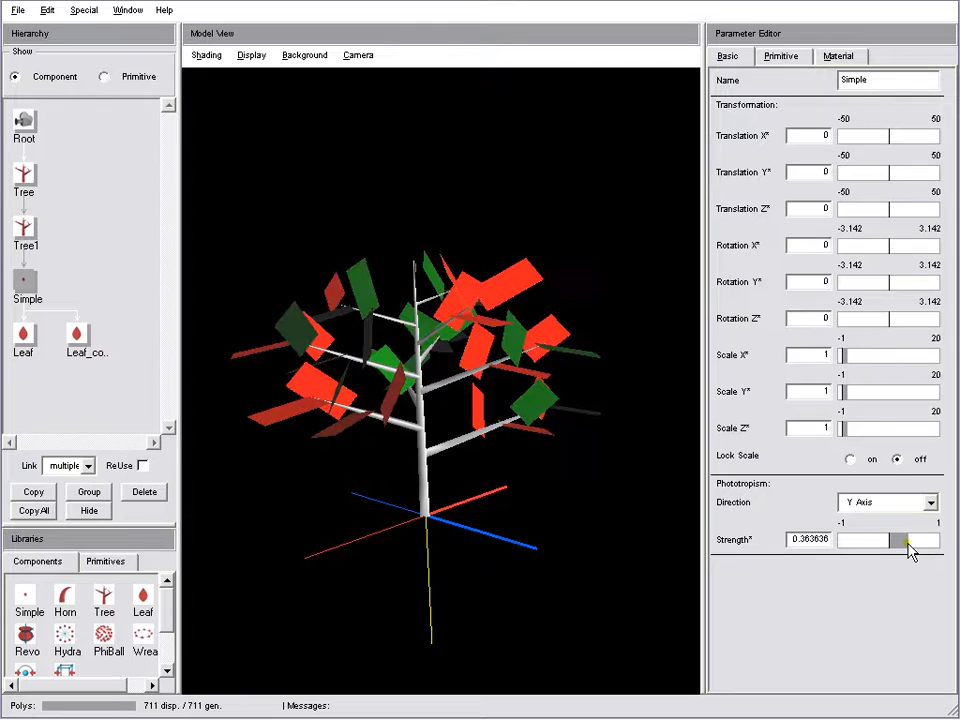 File Edit Special Window Help
Hierarchy
Show
Component Primitive
Root
Tree
Tree1
Simple
Leaf Leaf_co..
Link multiple ReUse
Copy Group Delete
Copy All Hide
Libraries
Components Primitives
Simple Horn Tree Leaf
Revo Hydra PhiBall Wrea
Model View
Shading Display Background Camera
Parameter Editor
Basic Primitive Material
Name Simple
Transformation:
-50 50
Translation X* 0
-50 50
Translation Y* 0
-50 50
Translation Z* 0
-3.142 3.142
Rotation X* 0
-3.142 3.142
Rotation Y* 0
-3.142 3.142
Rotation Z* 0
-1 20
Scale X* 1
-1 20
Scale Y* 1
-1 20
Scale Z* 1
Lock Scale on off
Phototropism:
Direction Y Axis
-1 1
Strength* 0.363636
Polys: 711 disp. / 711 gen. | Messages: